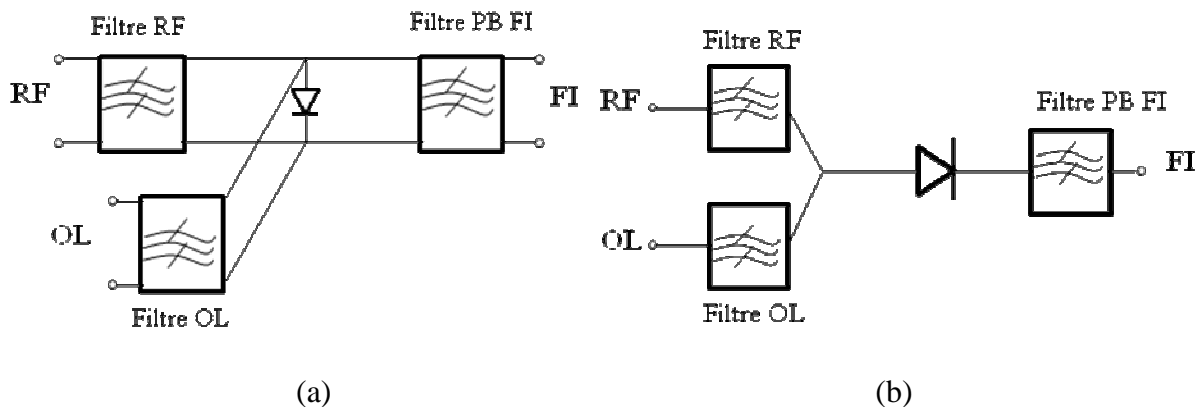 Filtre RF
Filtre PB FI
RF
FI
OL
Filtre OL
(a)
Filtre RF
RF
Filtre PB FI
FI
OL
Filtre OL
(b)